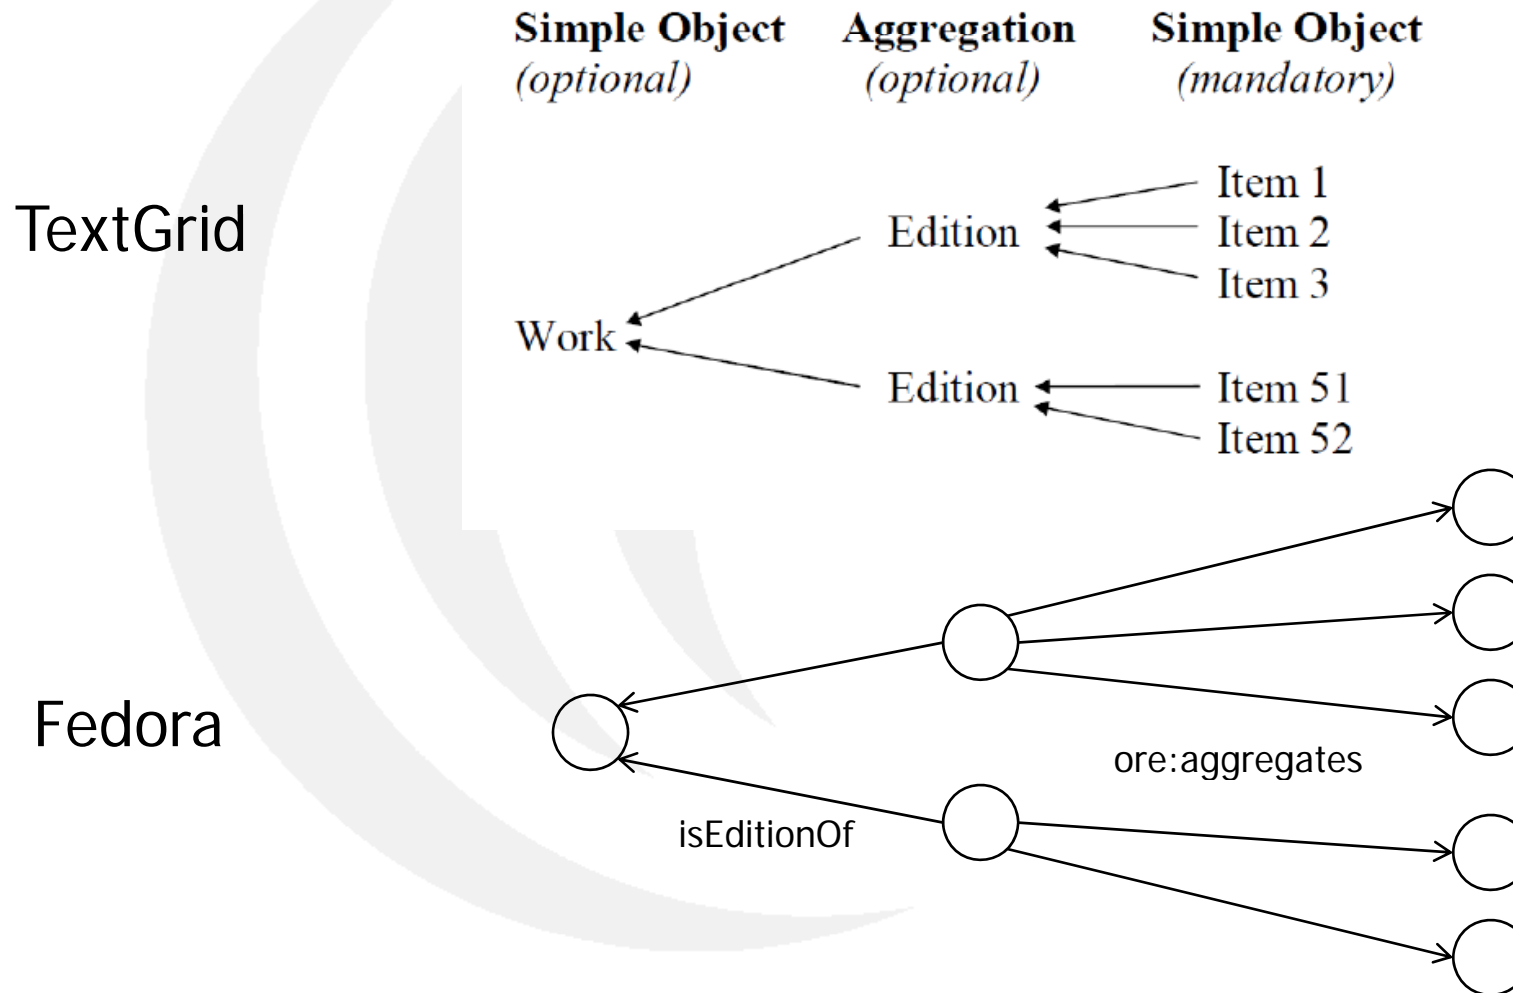 Simple Object Aggregation Simple Object
(optional) (optional) (mandatory)
Item 1
TextGrid Edition Item 2
Item 3
Work
Edition Item 51
Item 52
Fedora
ore:aggregates
isEditionOf